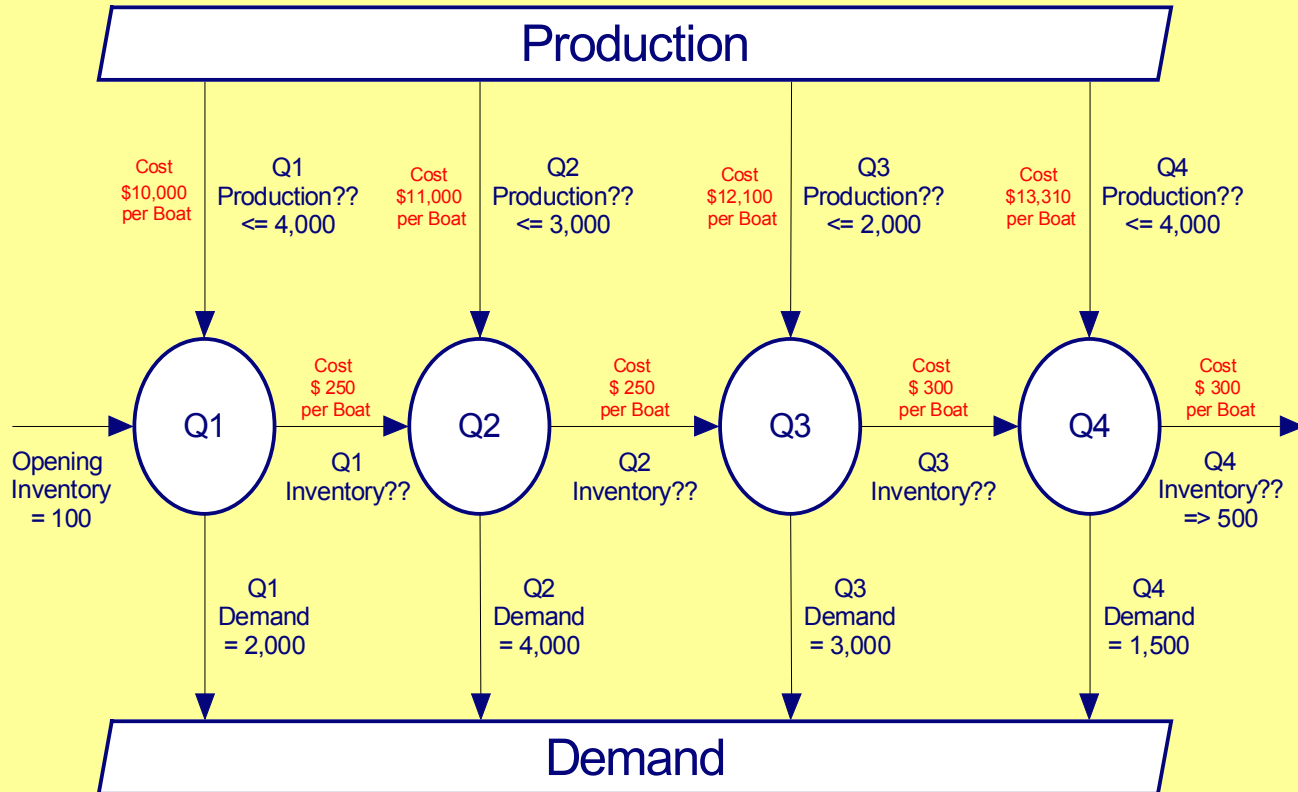 Production
Cost
$10,000
per Boat
Q1
Production??
<= 4,000
Cost
$11,000
per Boat
Q2
Production??
<= 3,000
Cost
$12,100
per Boat
Q3
Production??
<= 2,000
Cost
$13,310
per Boat
Q4
Production??
<= 4,000
Opening
Inventory
= 100
Q1
Cost
$ 250
per Boat
Q1
Inventory??
Q2
Cost
$ 250
per Boat
Q2
Inventory??
Q3
Cost
$ 300
per Boat
Q3
Inventory??
Q4
Cost
$ 300
per Boat
Q4
Inventory??
=> 500
Q1
Demand
= 2,000
Q2
Demand
= 4,000
Q3
Demand
= 3,000
Q4
Demand
= 1,500
Demand